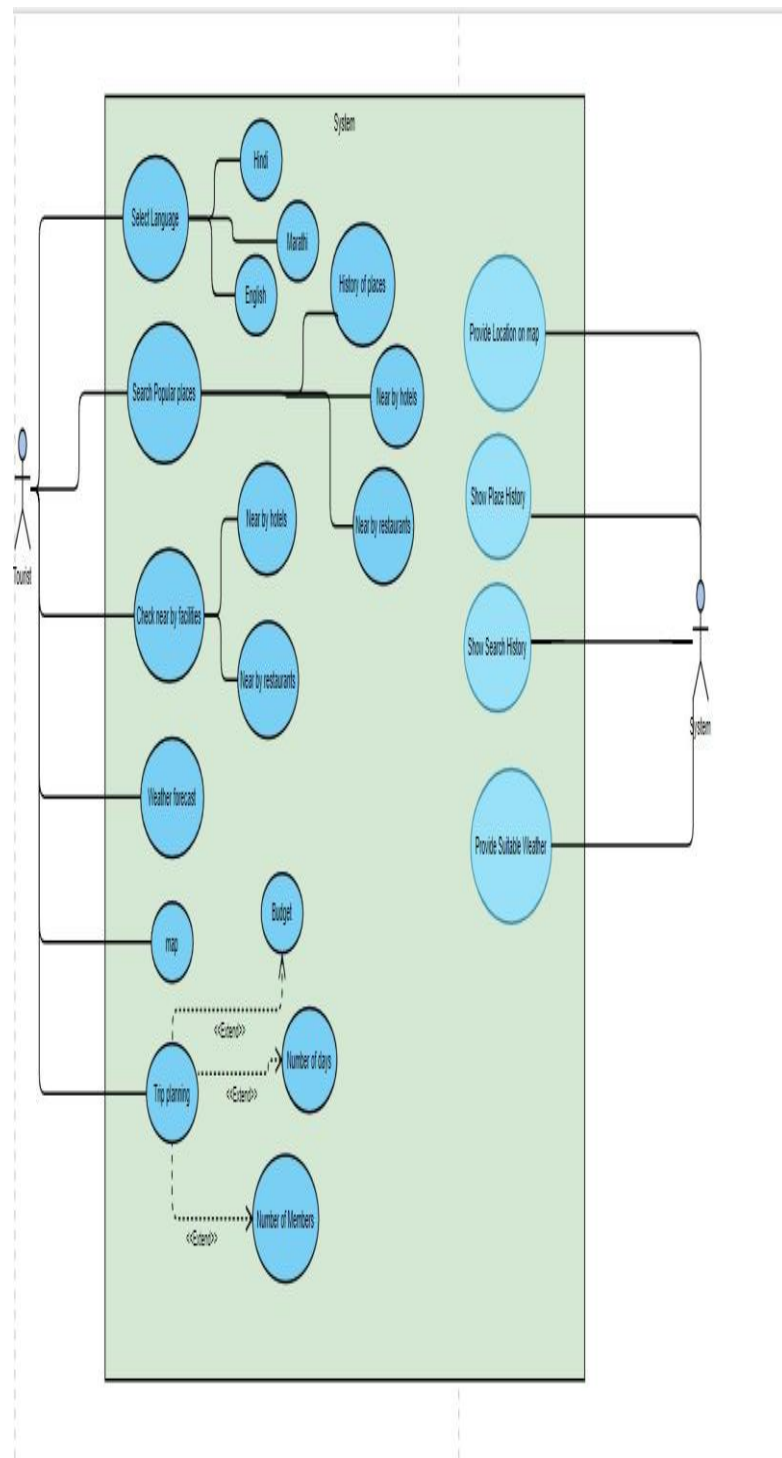 System
Select Language
Hindi
Marathi
English
Search Popular places
History of places
Near by hotels
Near by restaurants
Tourist
Check near by facilities
Near by hotels
Near by restaurants
Weather forecast
map
Trip planning
Budget
<<Extend>>
Number of days
<<Extend>>
Number of Members
<<Extend>>
Provide Location on map
Show Place History
Show Search History
Provide Suitable Weather
System